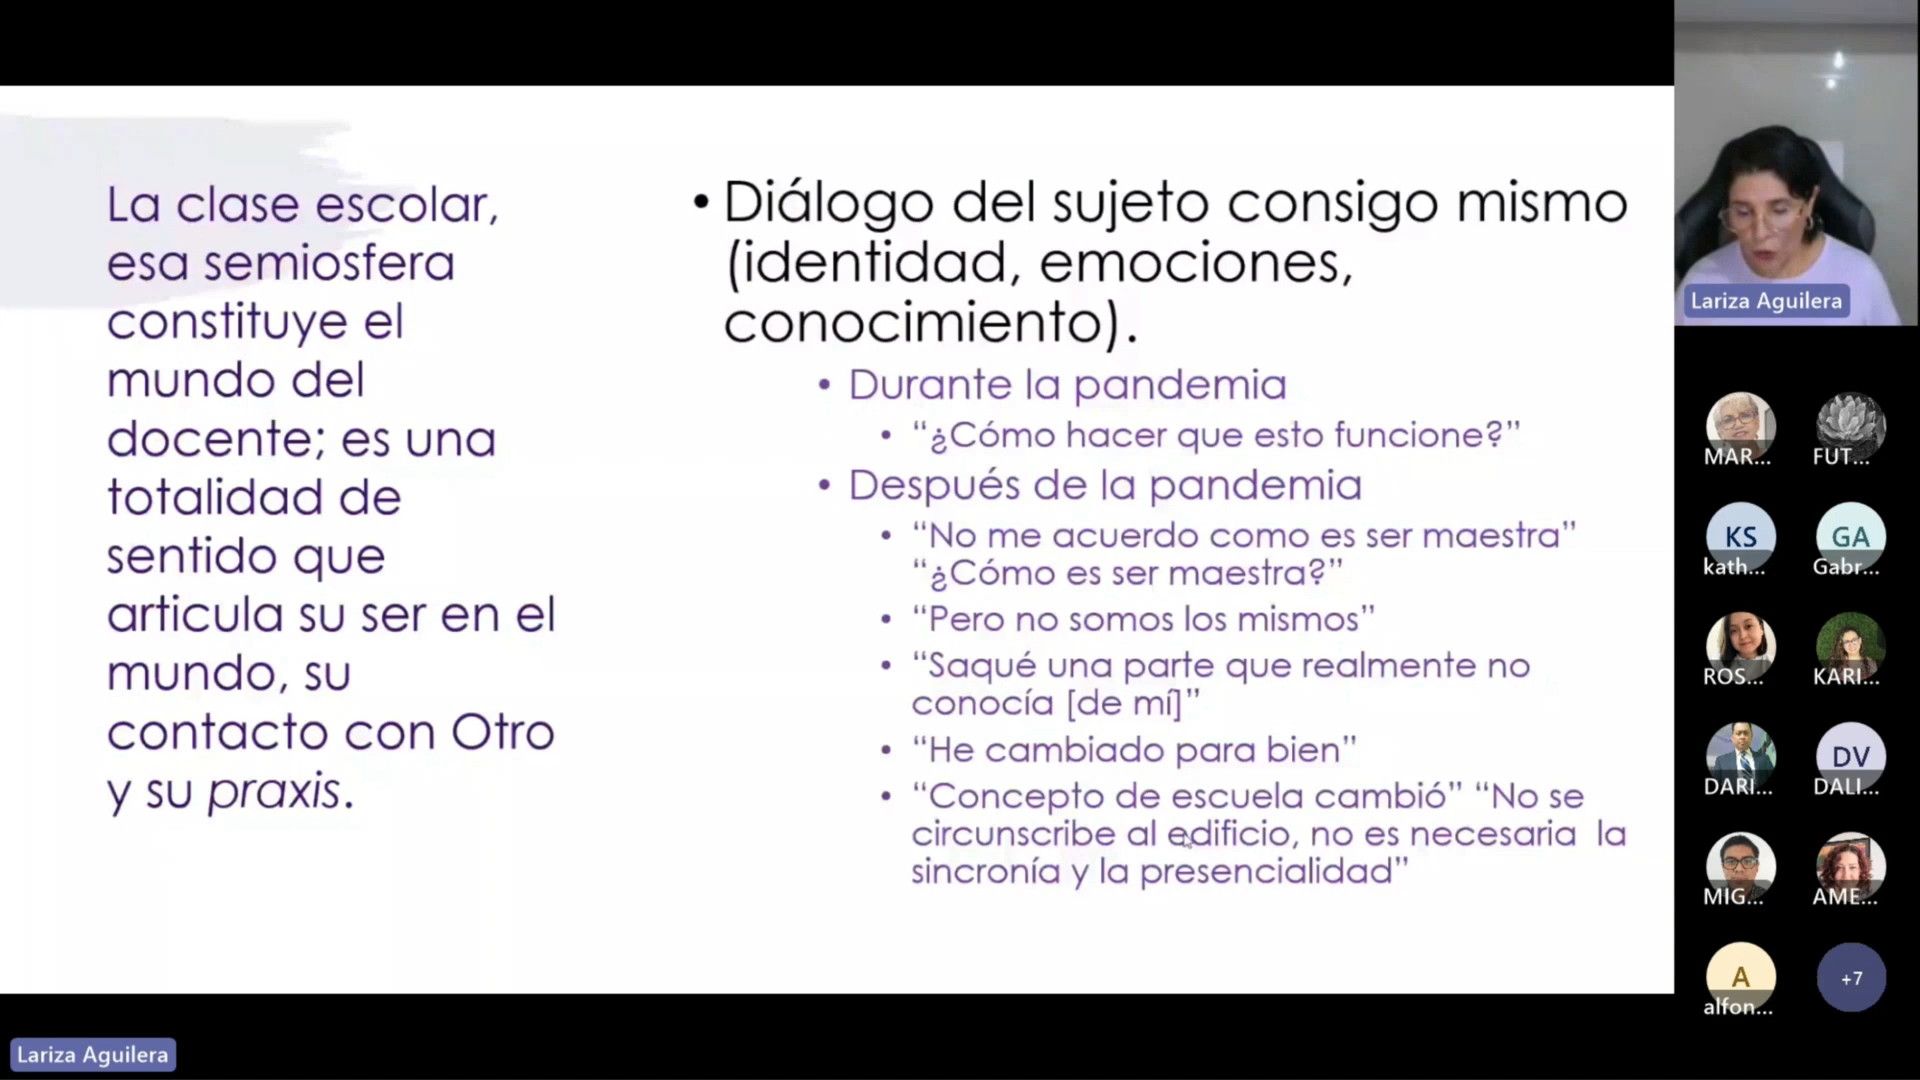 La clase escolar,
esa semiosfera
constituye el
mundo del
docente; es una
totalidad de
sentido que
articula su ser en el
mundo, su
contacto con Otro
y su praxis.
• Diálogo del sujeto consigo mismo
(identidad, emociones,
conocimiento).
• Durante la pandemia
• “¿Cómo hacer que esto funcione?”
• Después de la pandemia
• “No me acuerdo como es ser maestra”
“¿Cómo es ser maestra?”
• “Pero no somos los mismos”
• “Saqué una parte que realmente no
conocía [de mí]”
• “He cambiado para bien”
• “Concepto de escuela cambió” “No se
circunscribe al edificio, no es necesaria la
sincronía y la presencialidad”
Lariza Aguilera
MAR... FUT...
KS GA
kath... Gabr...
ROS... KARI...
DV
DARI... DALI...
MIG... AME...
A +7
alfon...
Lariza Aguilera